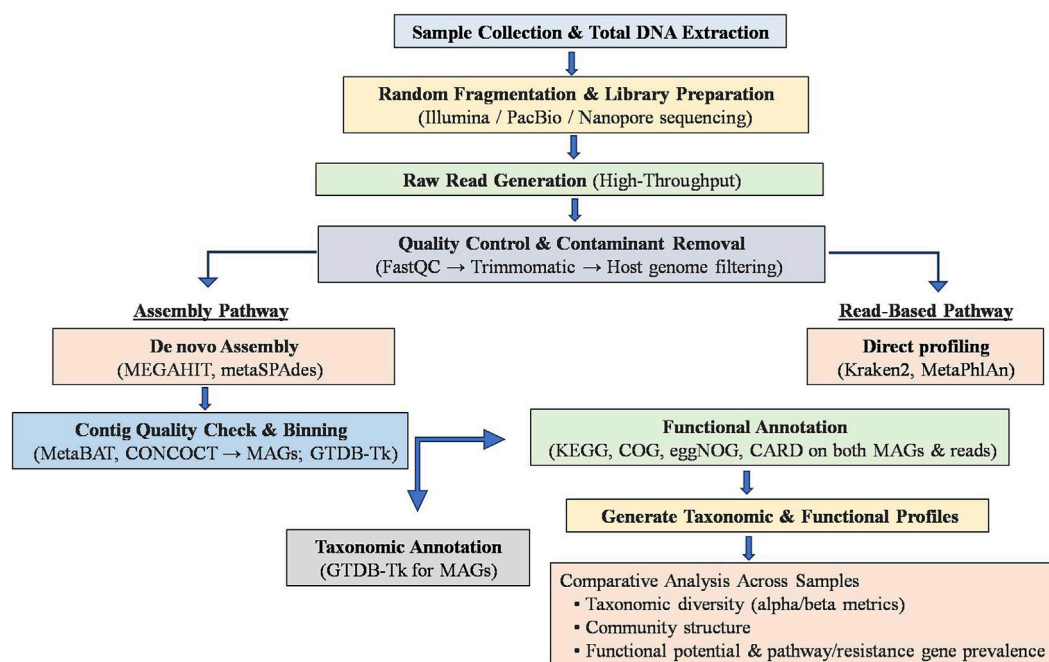 Sample Collection & Total DNA Extraction
Random Fragmentation & Library Preparation
(Illumina / PacBio / Nanopore sequencing)
Raw Read Generation (High-Throughput)
Quality Control & Contaminant Removal
(FastQC → Trimmomatic → Host genome filtering)
Assembly Pathway
De novo Assembly
(MEGAHIT, metaSPAdes)
Read-Based Pathway
Direct profiling
(Kraken2, MetaPhlAn)
Contig Quality Check & Binning
(MetaBAT, CONCOCT → MAGs; GTDB-Tk)
Functional Annotation
(KEGG, COG, eggNOG, CARD on both MAGs & reads)
Taxonomic Annotation
(GTDB-Tk for MAGs)
Generate Taxonomic & Functional Profiles
Comparative Analysis Across Samples
▪ Taxonomic diversity (alpha/beta metrics)
▪ Community structure
▪ Functional potential & pathway/resistance gene prevalence